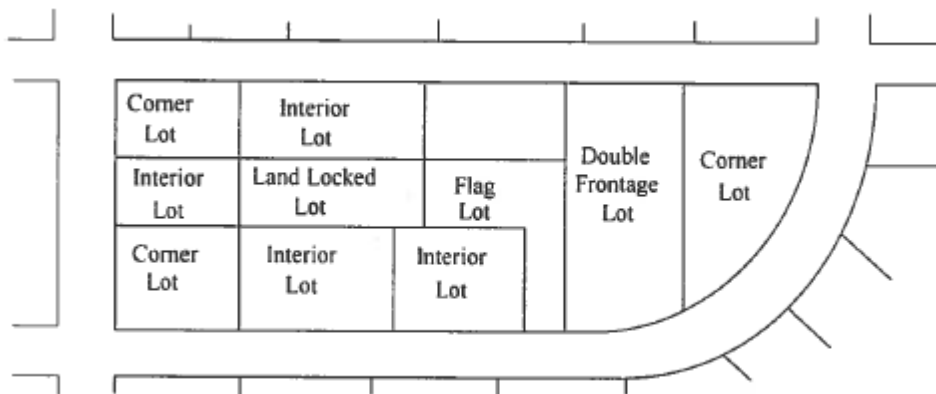 Corner
Lot
Interior
Lot
Double
Frontage
Lot
Corner
Lot
Interior
Lot
Land Locked
Lot
Flag
Lot
Corner
Lot
Interior
Lot
Interior
Lot